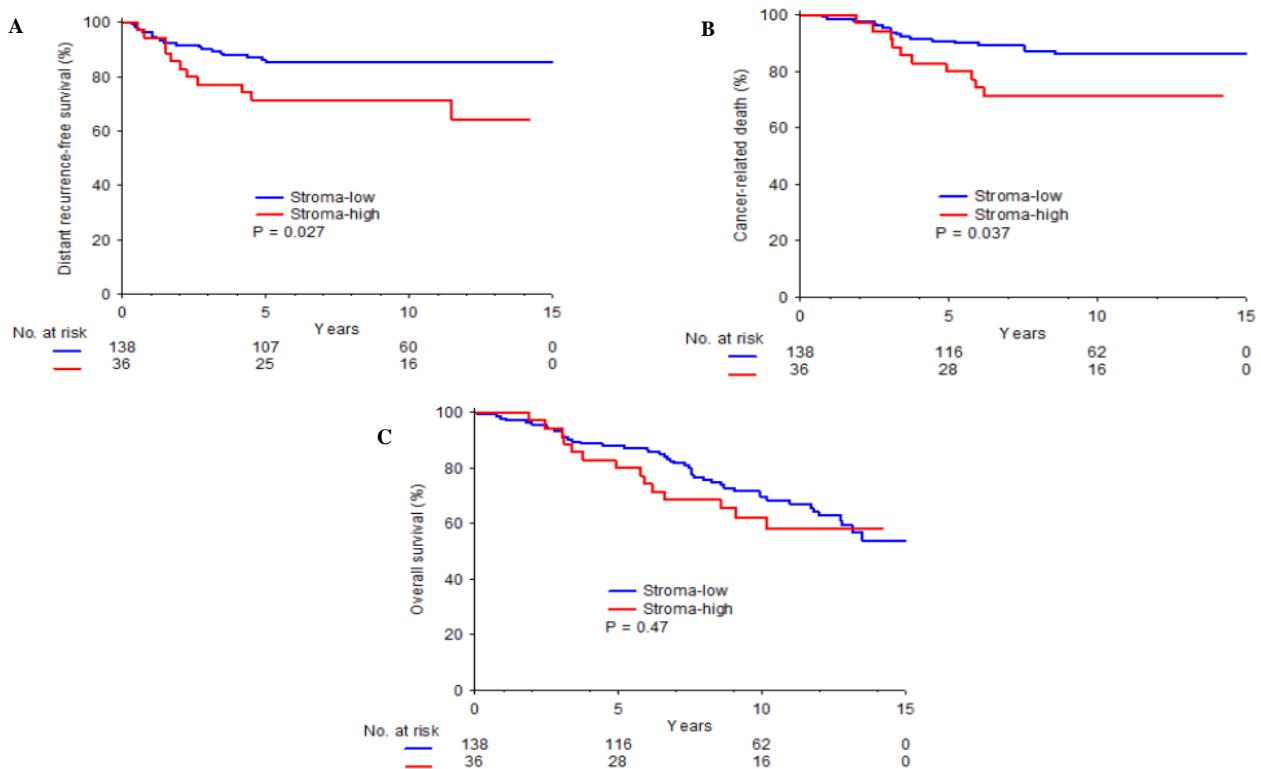 A
Distant recurrence-free survival (%)
100
80
60
40
20
0
Stroma-low
Stroma-high
P = 0.027
0 5 10 15
Years
No. at risk
138 107 60 0
36 25 16 0
B
Cancer-related death (%)
100
80
60
40
20
0
Stroma-low
Stroma-high
P = 0.037
0 5 10 15
Years
No. at risk
138 116 62 0
36 28 16 0
C
Overall survival (%)
100
80
60
40
20
0
Stroma-low
Stroma-high
P = 0.47
0 5 10 15
Years
No. at risk
138 116 62 0
36 28 16 0